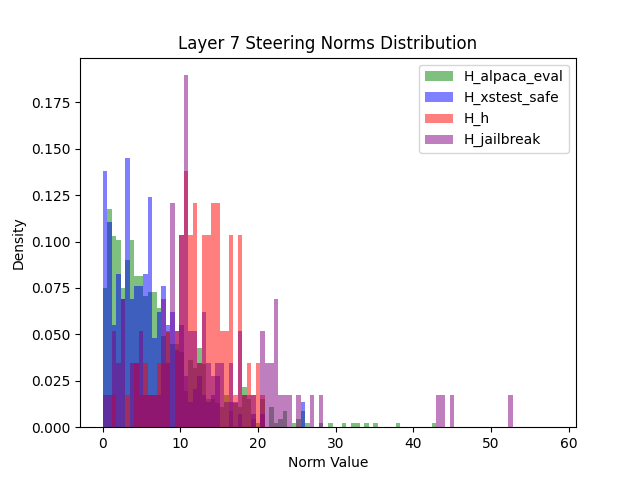 Layer 7 Steering Norms Distribution
H_alpaca_eval
H_xstest_safe
H_h
H_jailbreak
0.175
0.150
0.125
0.100
0.075
0.050
0.025
0.000
Density
0 10 20 30 40 50 60
Norm Value